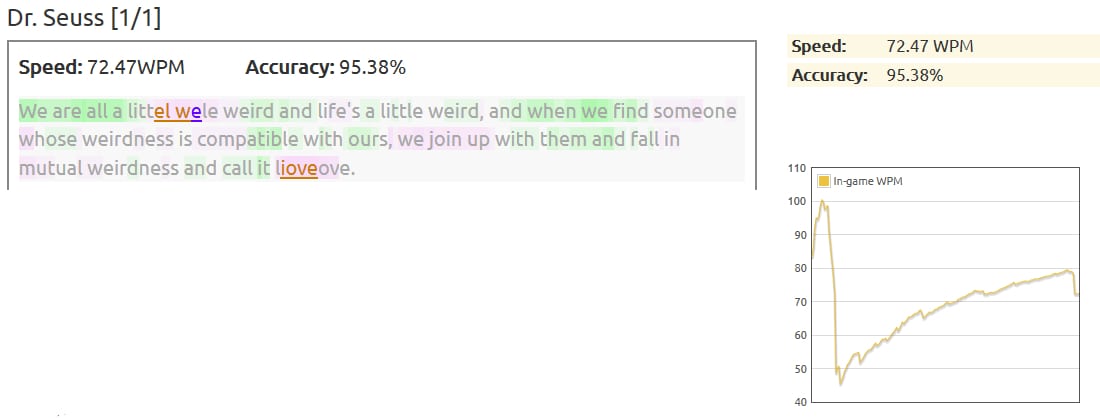 Dr. Seuss [1/1]
Speed: 72.47WPM Accuracy: 95.38%
We are all a littel wele weird and life's a little weird, and when we find someone
whose weirdness is compatible with ours, we join up with them and fall in
mutual weirdness and call it lioveove.
Speed: 72.47 WPM
Accuracy: 95.38%
110
In-game WPM
100
90
80
70
60
50
40